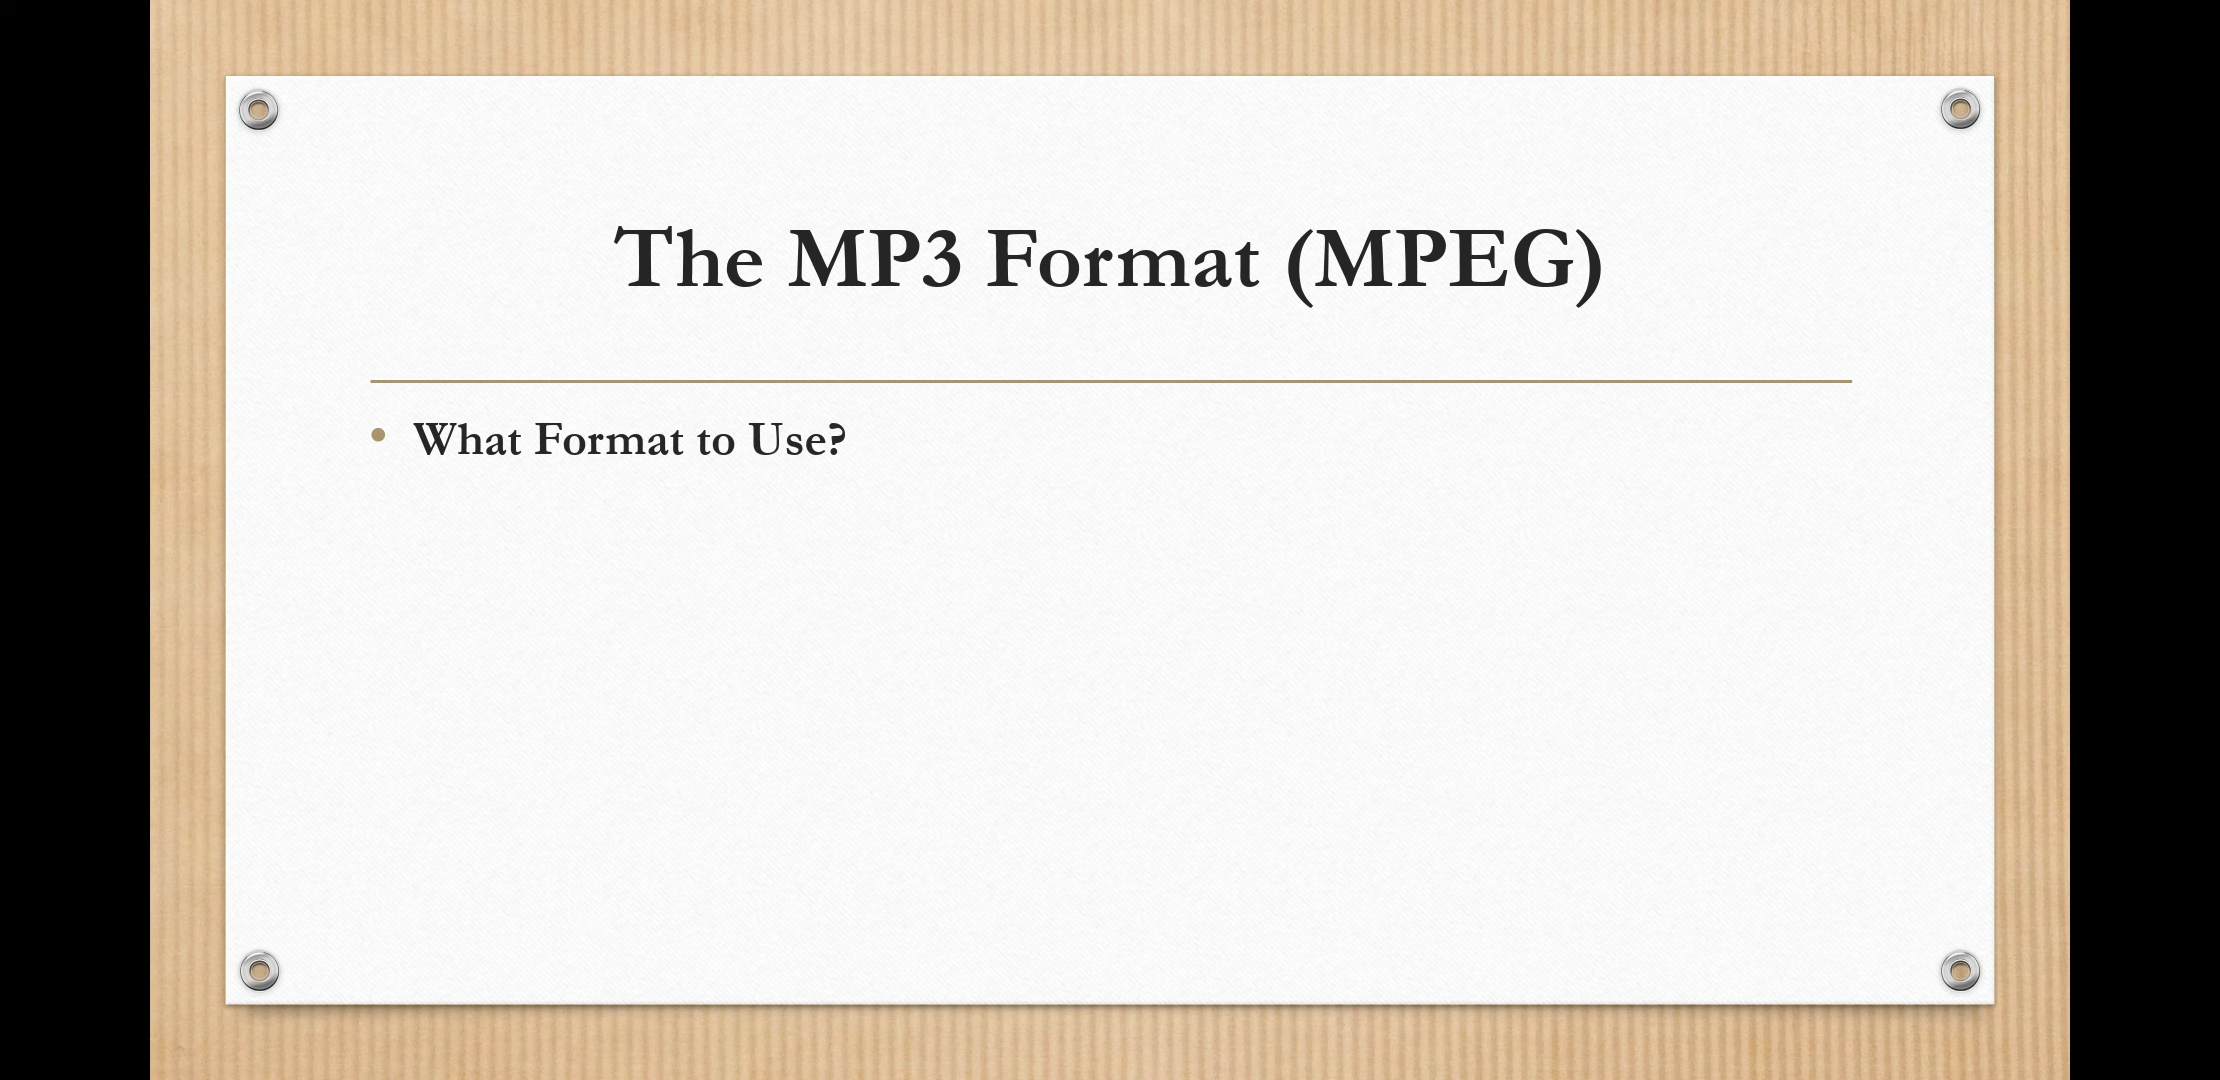 The MP3 Format (MPEG)
• What Format to Use?